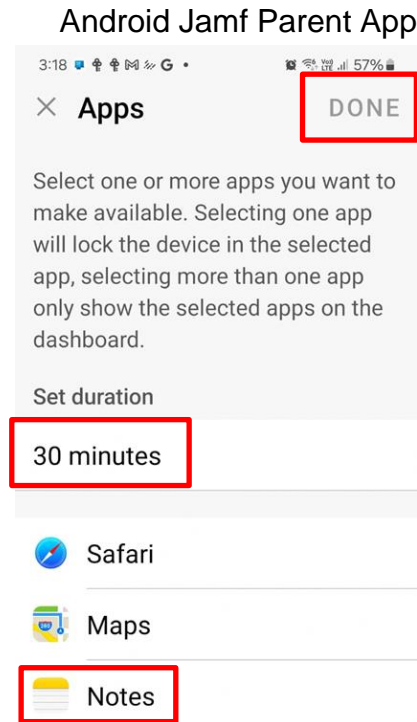 Android Jamf Parent App
3:18 G • 57%
× Apps DONE
Select one or more apps you want to
make available. Selecting one app
will lock the device in the selected
app, selecting more than one app
only show the selected apps on the
dashboard.
Set duration
30 minutes
Safari
Maps
Notes